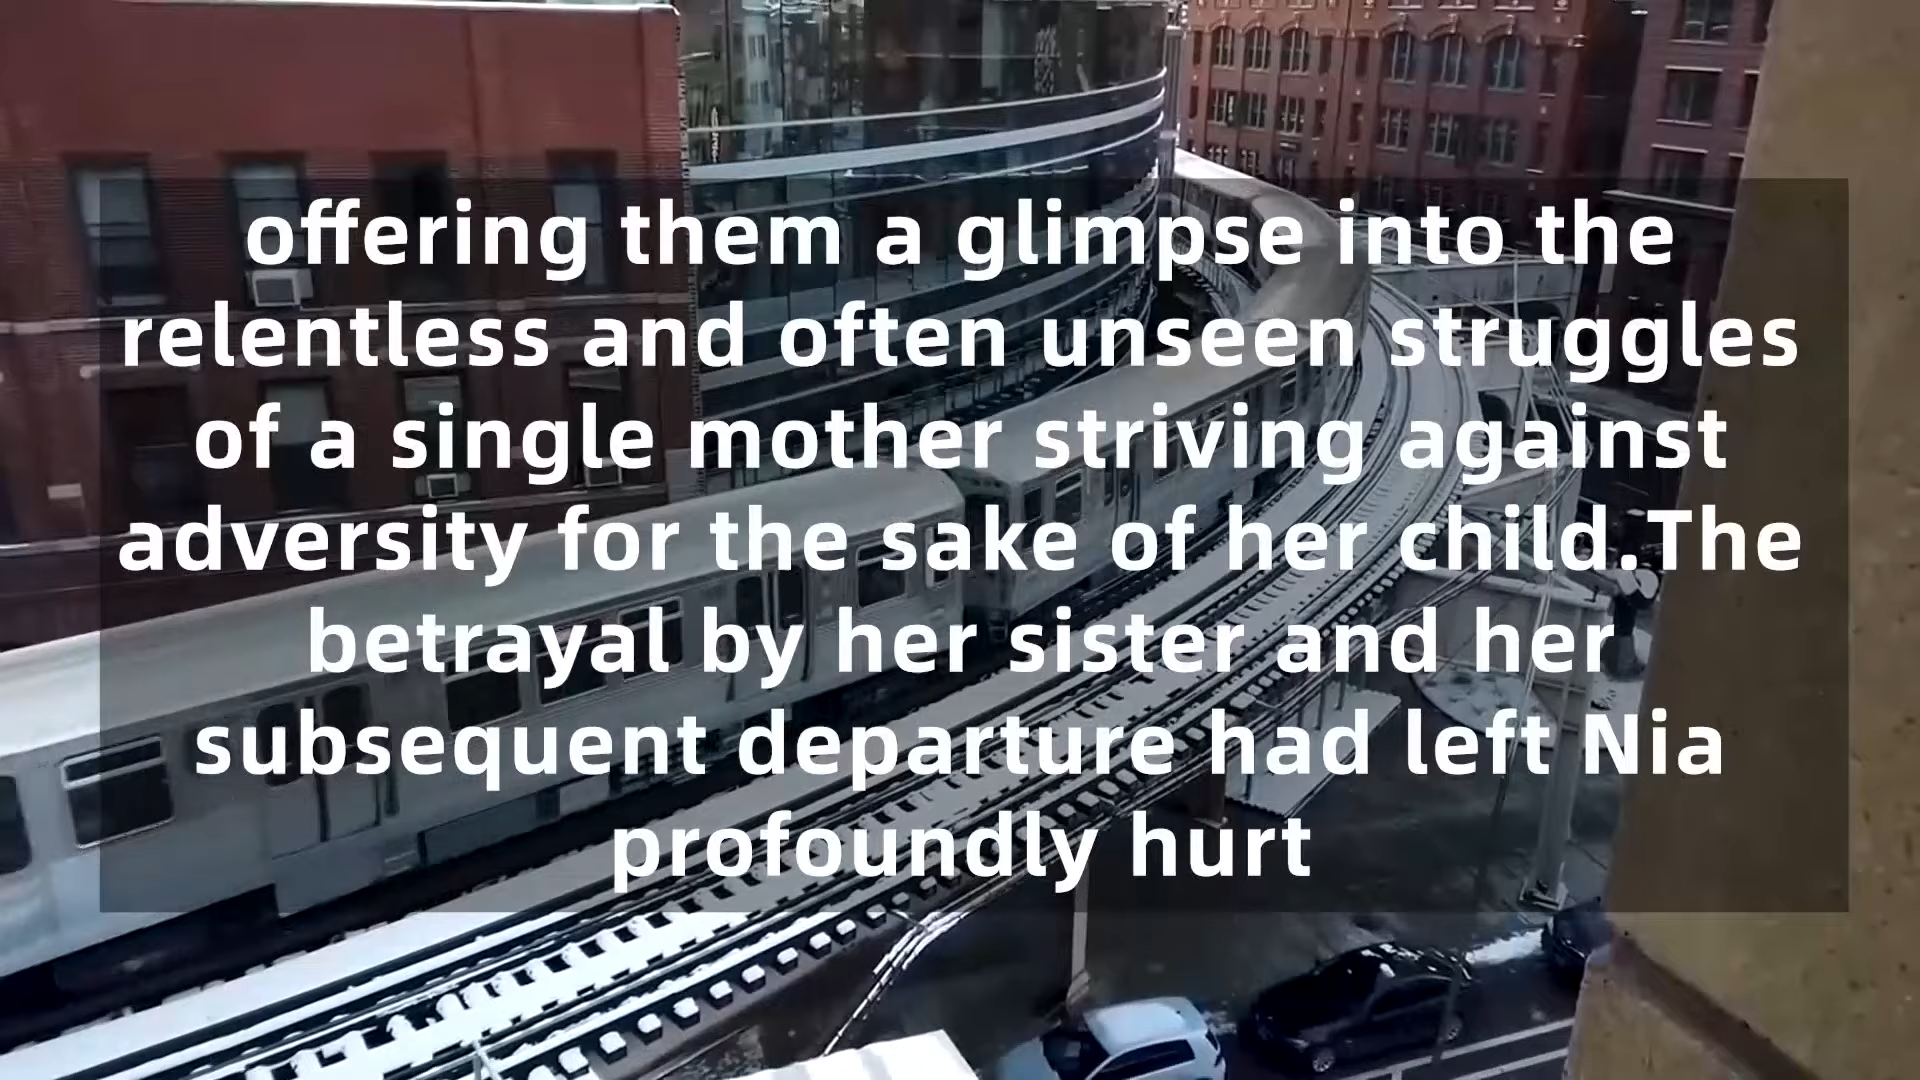 offering them a glimpse into the
relentless and often unseen struggles
of a single mother striving against
adversity for the sake of her child.The
betrayal by her sister and her
subsequent departure had left Nia
profoundly hurt